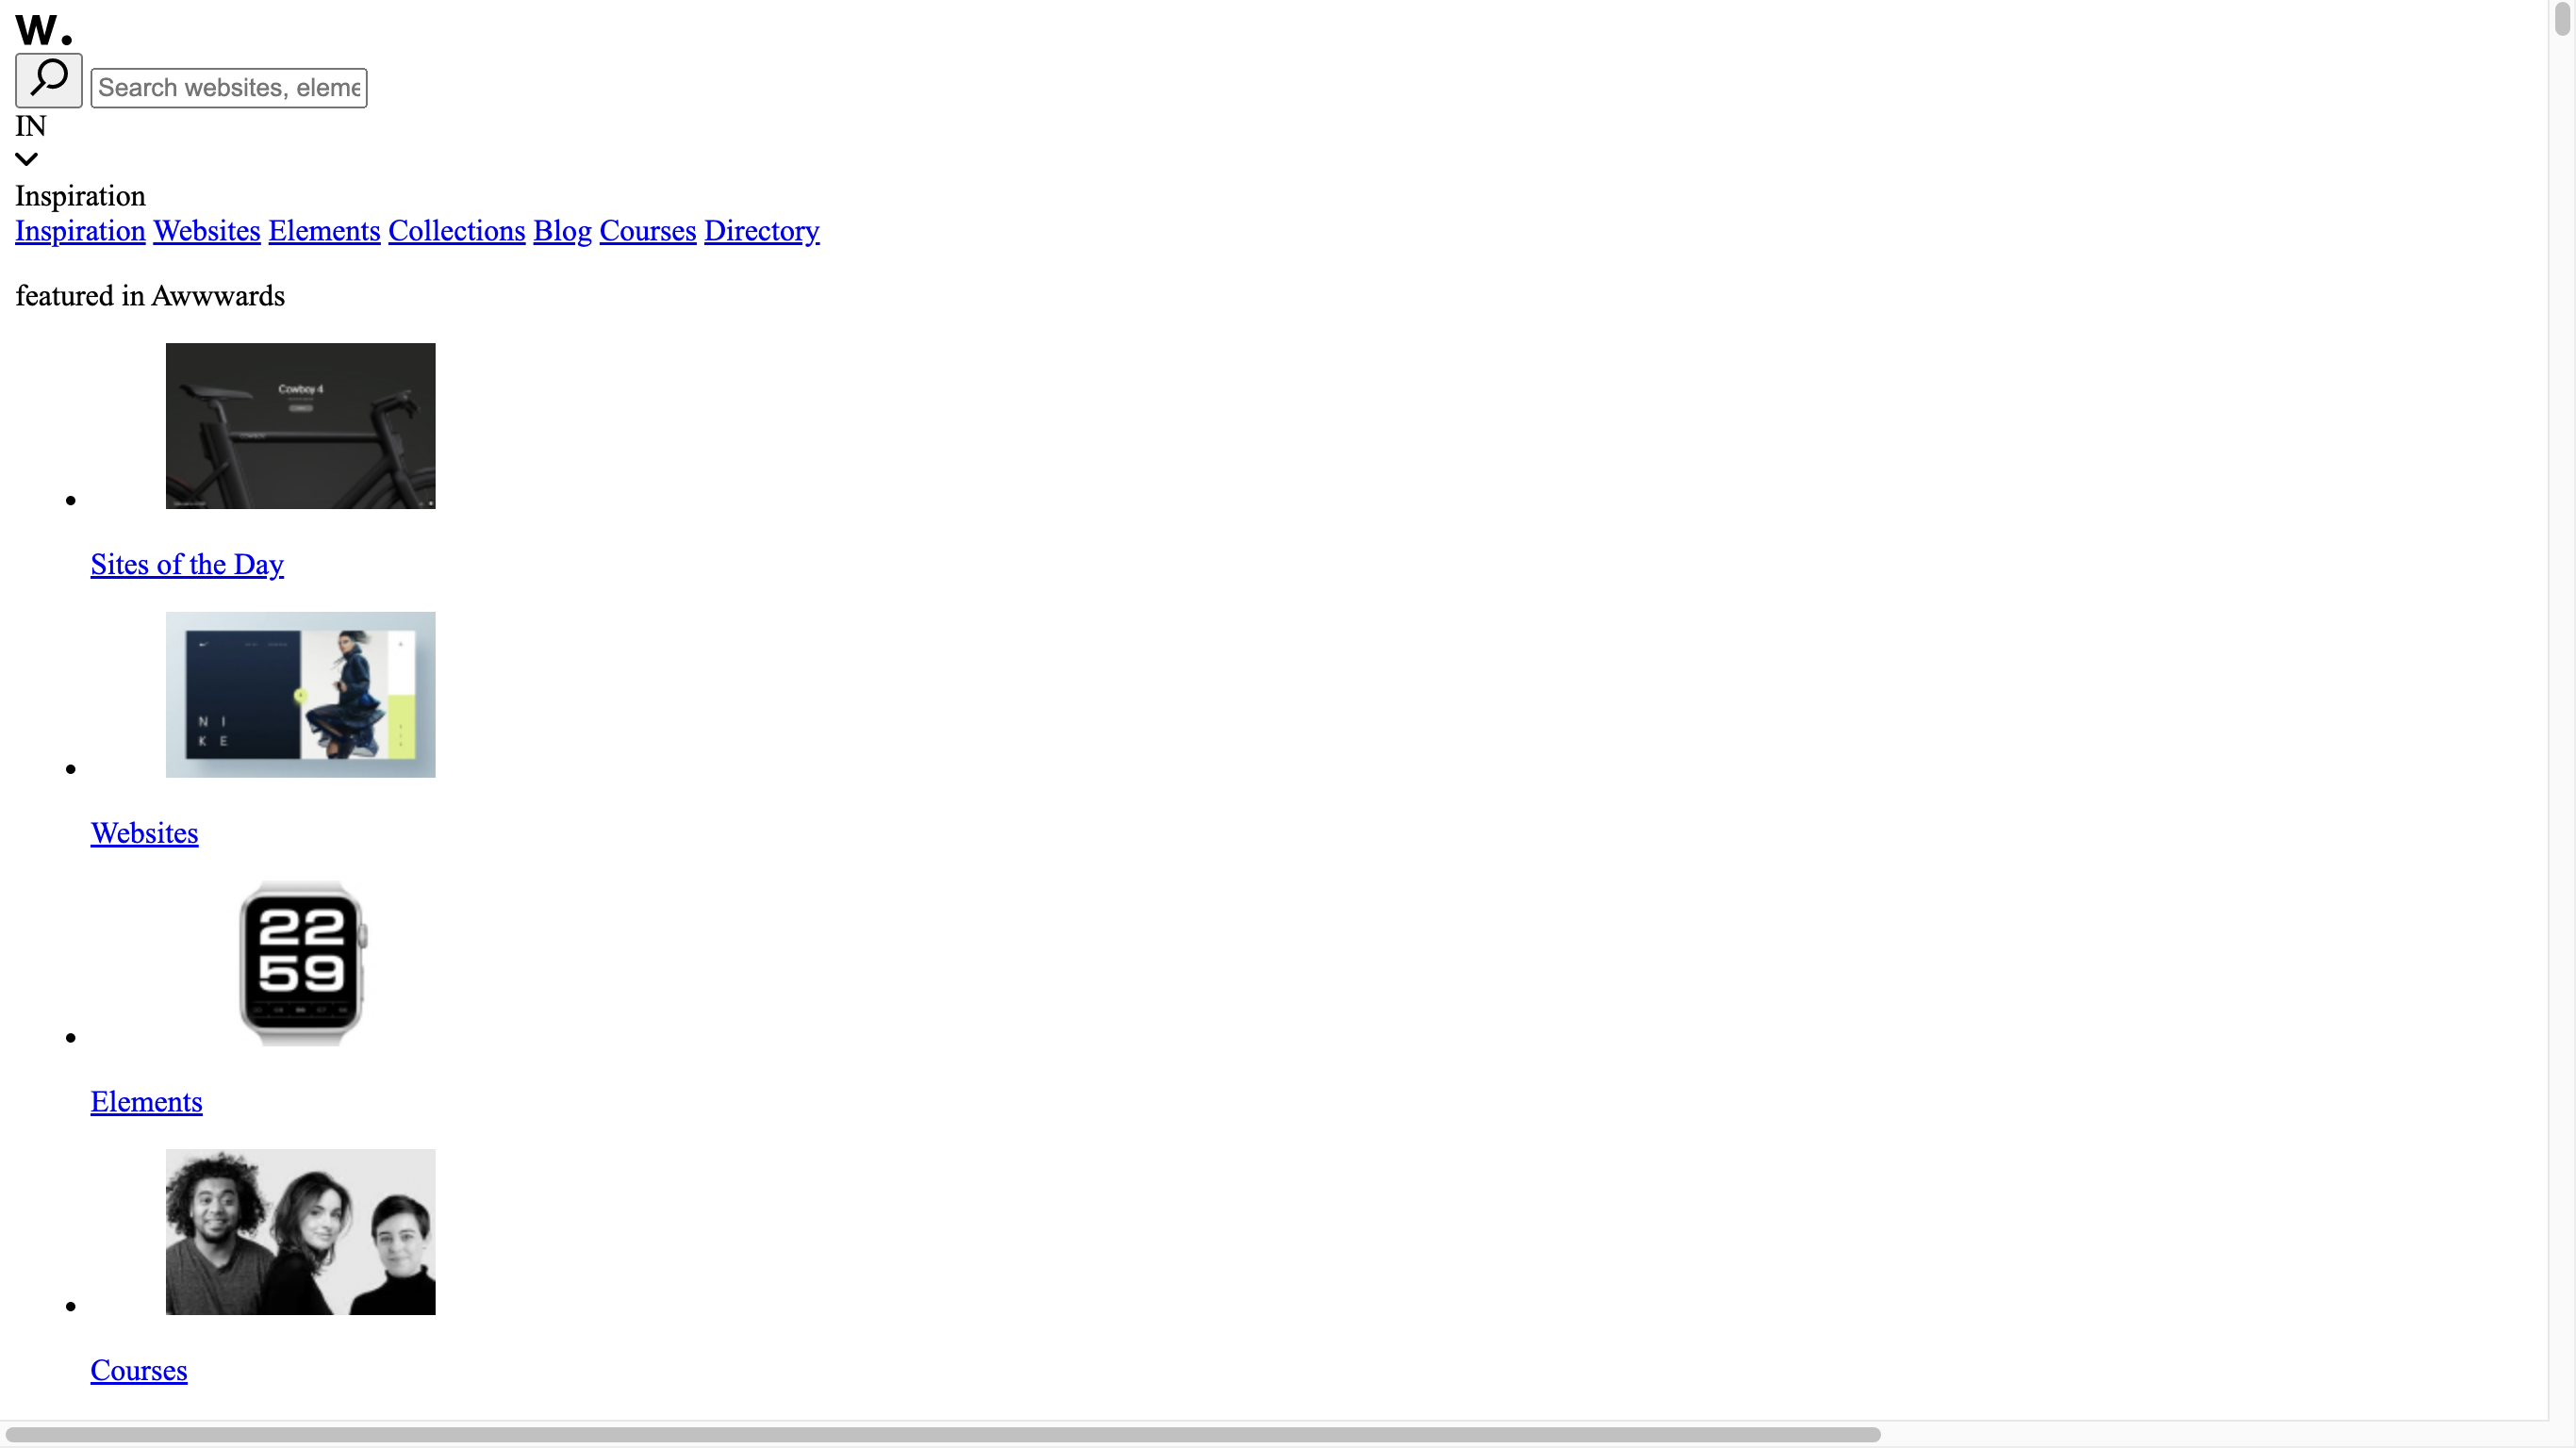 W.
Search websites, eleme
IN
Inspiration
Inspiration Websites Elements Collections Blog Courses Directory
featured in Awwwards
Cowboy 4
Sites of the Day
N I
K E
Websites
22
59
Elements
Courses